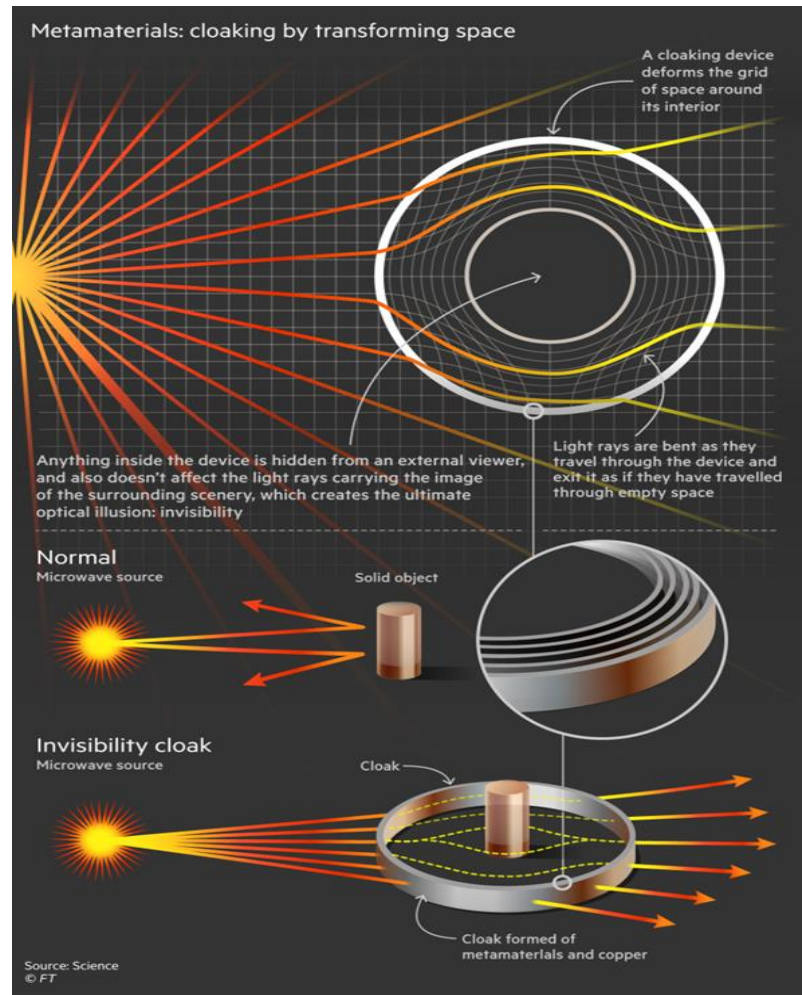 Metamaterials: cloaking by transforming space
A cloaking device
deforms the grid
of space around
its interior
Anything inside the device is hidden from an external viewer,
and also doesn't affect the light rays carrying the image
of the surrounding scenery, which creates the ultimate
optical illusion: invisibility
Light rays are bent as they
travel through the device and
exit it as if they have travelled
through empty space
Normal
Microwave source
Solid object
Invisibility cloak
Microwave source
Cloak
Cloak formed of
metamaterlals and copper
Source: Science
© FT